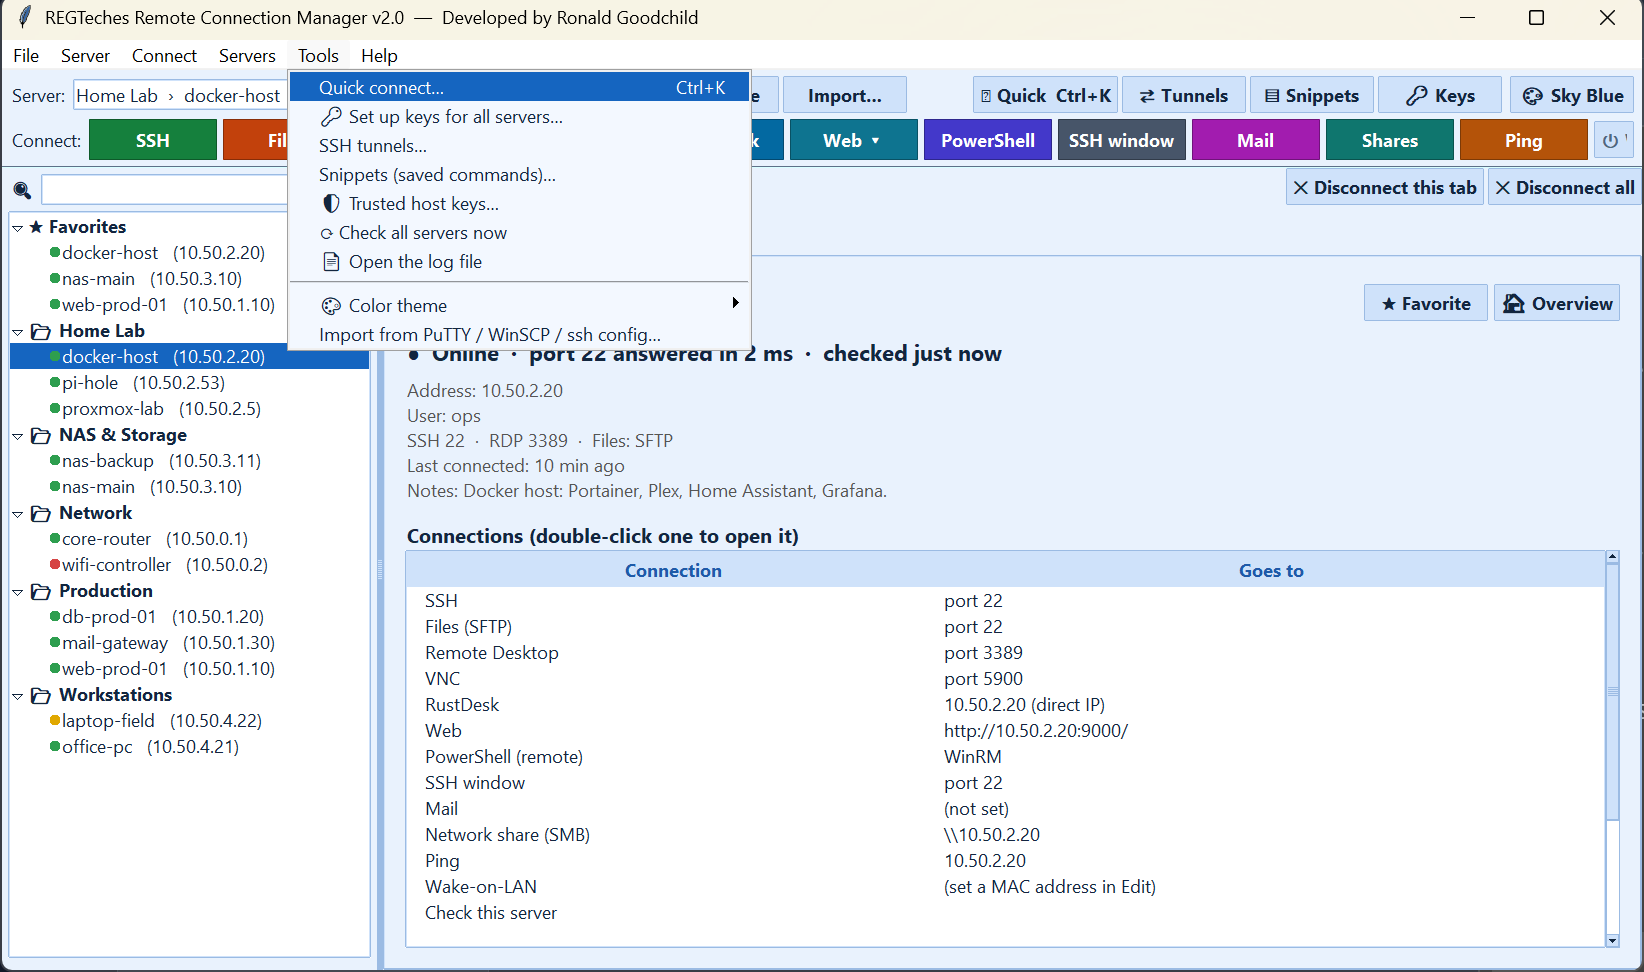 REGTeches Remote Connection Manager v2.0 — Developed by Ronald Goodchild
File Server Connect Servers Tools Help
Server: Home Lab › docker-host
Import... Quick Ctrl+K Tunnels Snippets Keys Sky Blue
Connect: SSH Web PowerShell SSH window Mail Shares Ping
Quick connect... Ctrl+K
Set up keys for all servers...
SSH tunnels...
Snippets (saved commands)...
Trusted host keys...
Check all servers now
Open the log file
Color theme
Import from PuTTY / WinSCP / ssh config...
Disconnect this tab Disconnect all
★ Favorites
docker-host (10.50.2.20)
nas-main (10.50.3.10)
web-prod-01 (10.50.1.10)
Home Lab
docker-host (10.50.2.20)
pi-hole (10.50.2.53)
proxmox-lab (10.50.2.5)
NAS & Storage
nas-backup (10.50.3.11)
nas-main (10.50.3.10)
Network
core-router (10.50.0.1)
wifi-controller (10.50.0.2)
Production
db-prod-01 (10.50.1.20)
mail-gateway (10.50.1.30)
web-prod-01 (10.50.1.10)
Workstations
laptop-field (10.50.4.22)
office-pc (10.50.4.21)
★ Favorite Overview
● Online · port 22 answered in 2 ms · checked just now
Address: 10.50.2.20
User: ops
SSH 22 · RDP 3389 · Files: SFTP
Last connected: 10 min ago
Notes: Docker host: Portainer, Plex, Home Assistant, Grafana.
Connections (double-click one to open it)
Connection Goes to
SSH port 22
Files (SFTP) port 22
Remote Desktop port 3389
VNC port 5900
RustDesk 10.50.2.20 (direct IP)
Web http://10.50.2.20:9000/
PowerShell (remote) WinRM
SSH window port 22
Mail (not set)
Network share (SMB) \\10.50.2.20
Ping 10.50.2.20
Wake-on-LAN (set a MAC address in Edit)
Check this server